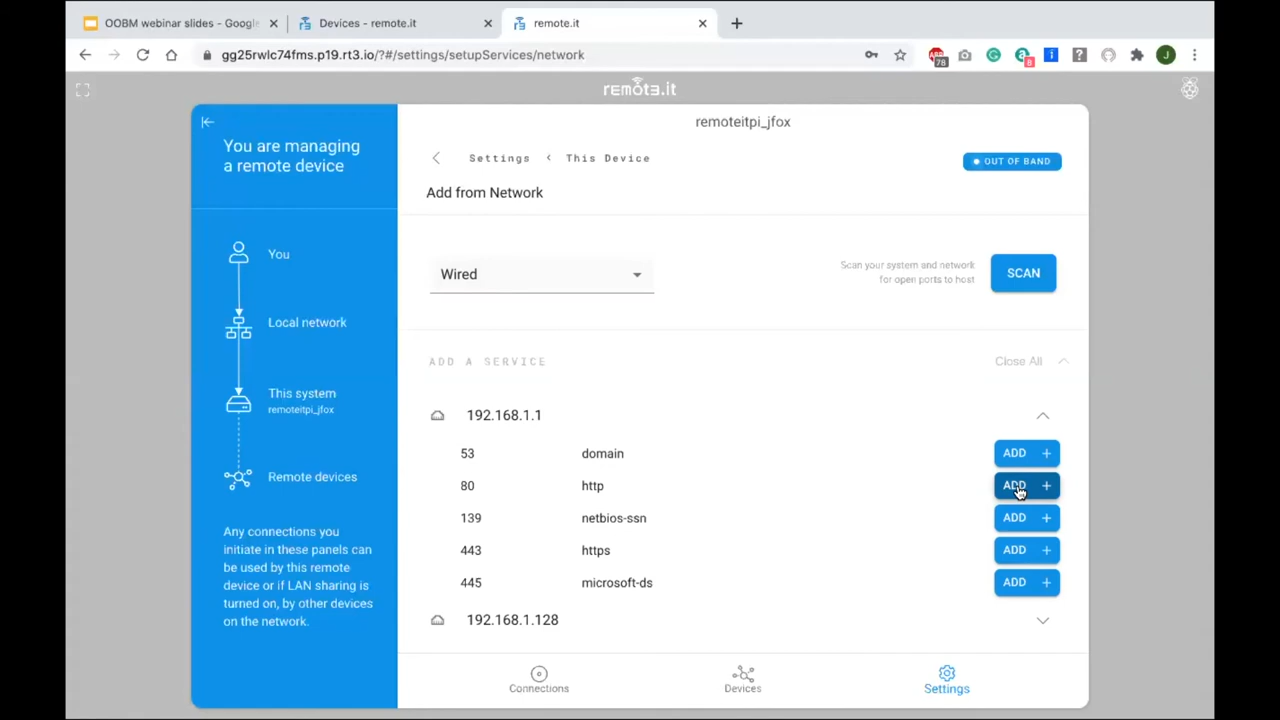 OOBM webinar slides - Google
Devices - remote.it
remote.it
gg25rwlc74fms.p19.rt3.io/?#/settings/setupServices/network
78
8
J
remote.it
You are managing
a remote device
You
Local network
This system
remoteitpi_jfox
Remote devices
Any connections you
initiate in these panels can
be used by this remote
device or if LAN sharing is
turned on, by other devices
on the network.
remoteitpi_jfox
Settings This Device
OUT OF BAND
Add from Network
Wired
Scan your system and network
for open ports to host
SCAN
ADD A SERVICE
Close All
192.168.1.1
53 domain ADD +
80 http ADD +
139 netbios-ssn ADD +
443 https ADD +
445 microsoft-ds ADD +
192.168.1.128
Connections Devices Settings